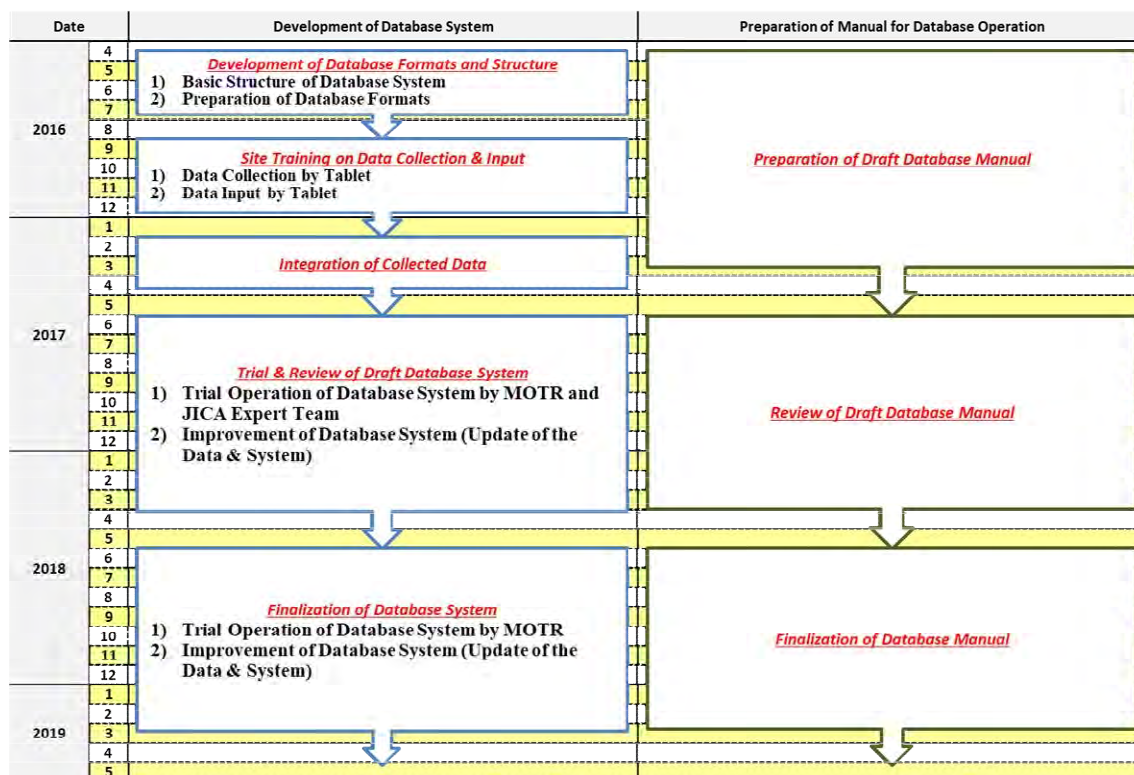 Date Development of Database System Preparation of Manual for Database Operation
2016
4
5
6
7
8
9
10
11
12
2017
1
2
3
4
5
6
7
8
9
10
11
12
2018
1
2
3
4
5
6
7
8
9
10
11
12
2019
1
2
3
4
5
Development of Database Formats and Structure
1) Basic Structure of Database System
2) Preparation of Database Formats
Site Training on Data Collection & Input
1) Data Collection by Tablet
2) Data Input by Tablet
Integration of Collected Data
Trial & Review of Draft Database System
1) Trial Operation of Database System by MOTR and
JICA Expert Team
2) Improvement of Database System (Update of the
Data & System)
Finalization of Database System
1) Trial Operation of Database System by MOTR
2) Improvement of Database System (Update of the
Data & System)
Preparation of Draft Database Manual
Review of Draft Database Manual
Finalization of Database Manual